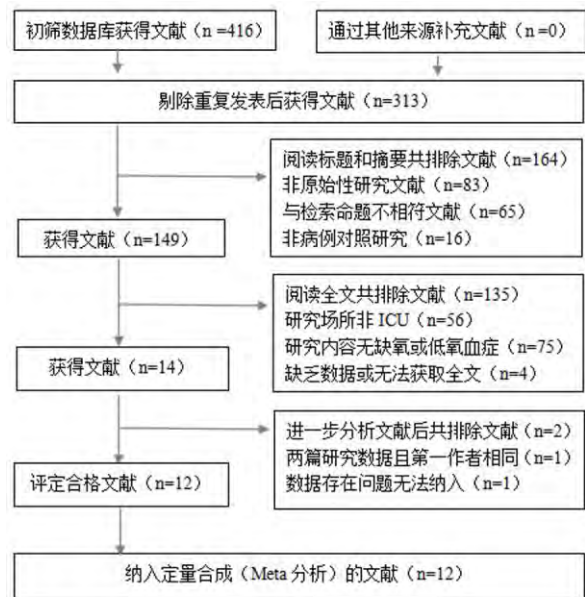 初筛数据库获得文献（n =416）
通过其他来源补充文献（n =0）
剔除重复发表后获得文献（n=313）
阅读标题和摘要共排除文献（n=164）
非原始性研究文献（n=83）
与检索命题不相符文献（n=65）
非病例对照研究（n=16）
获得文献（n=149）
阅读全文共排除文献（n=135）
研究场所非 ICU（n=56）
研究内容无缺氧或低氧血症（n=75）
缺乏数据或无法获取全文（n=4）
获得文献（n=14）
进一步分析文献后共排除文献（n=2）
两篇研究数据且第一作者相同（n=1）
数据存在问题无法纳入（n=1）
评定合格文献（n=12）
纳入定量合成（Meta 分析）的文献（n=12）